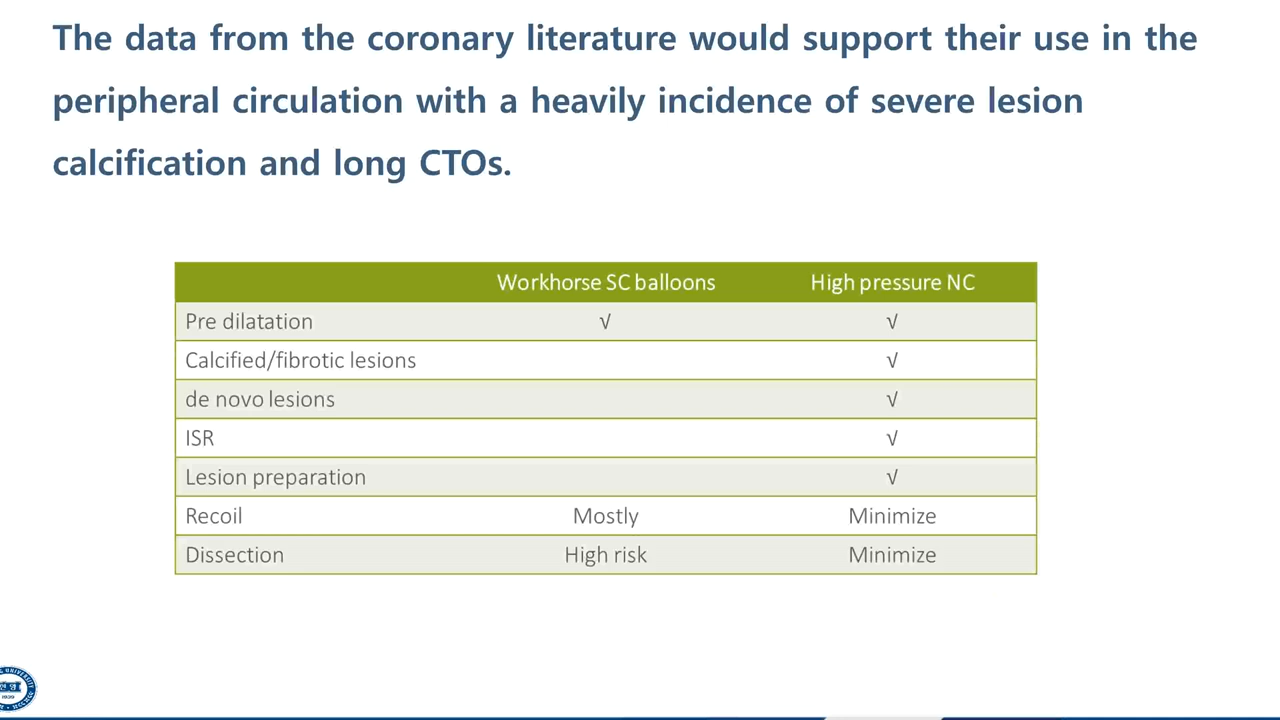 The data from the coronary literature would support their use in the
peripheral circulation with a heavily incidence of severe lesion
calcification and long CTOs.
Workhorse SC balloons High pressure NC
Pre dilatation √ √
Calcified/fibrotic lesions √
de novo lesions √
ISR √
Lesion preparation √
Recoil Mostly Minimize
Dissection High risk Minimize
1939